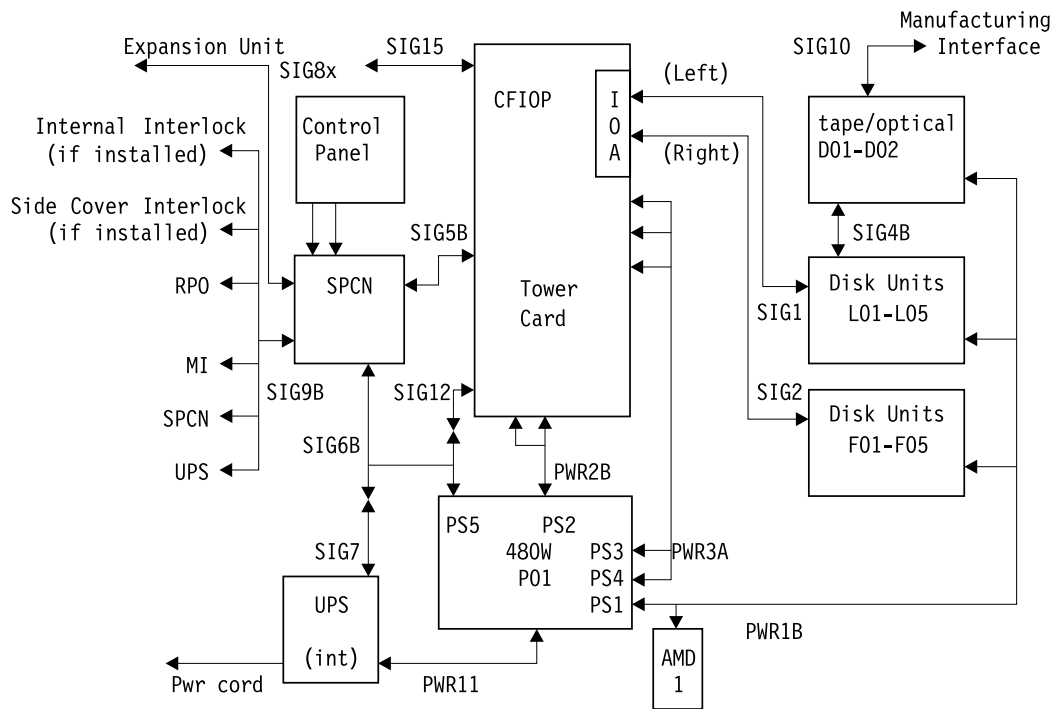 Manufacturing
Interface
SIG10
Expansion Unit
SIG15
SIG8x
(Left)
CFIOP
I
O
A
Internal Interlock
(if installed)
Control
Panel
tape/optical
D01-D02
(Right)
Side Cover Interlock
(if installed)
SIG5B
SIG4B
RPO
SPCN
Tower
Card
Disk Units
L01-L05
SIG1
MI
SIG9B
SIG12
SIG2
SPCN
Disk Units
F01-F05
SIG6B
UPS
PWR2B
PS5
PS2
480W
P01
PS3
PS4
PS1
PWR3A
SIG7
UPS
(int)
PWR1B
AMD
1
Pwr cord
PWR11